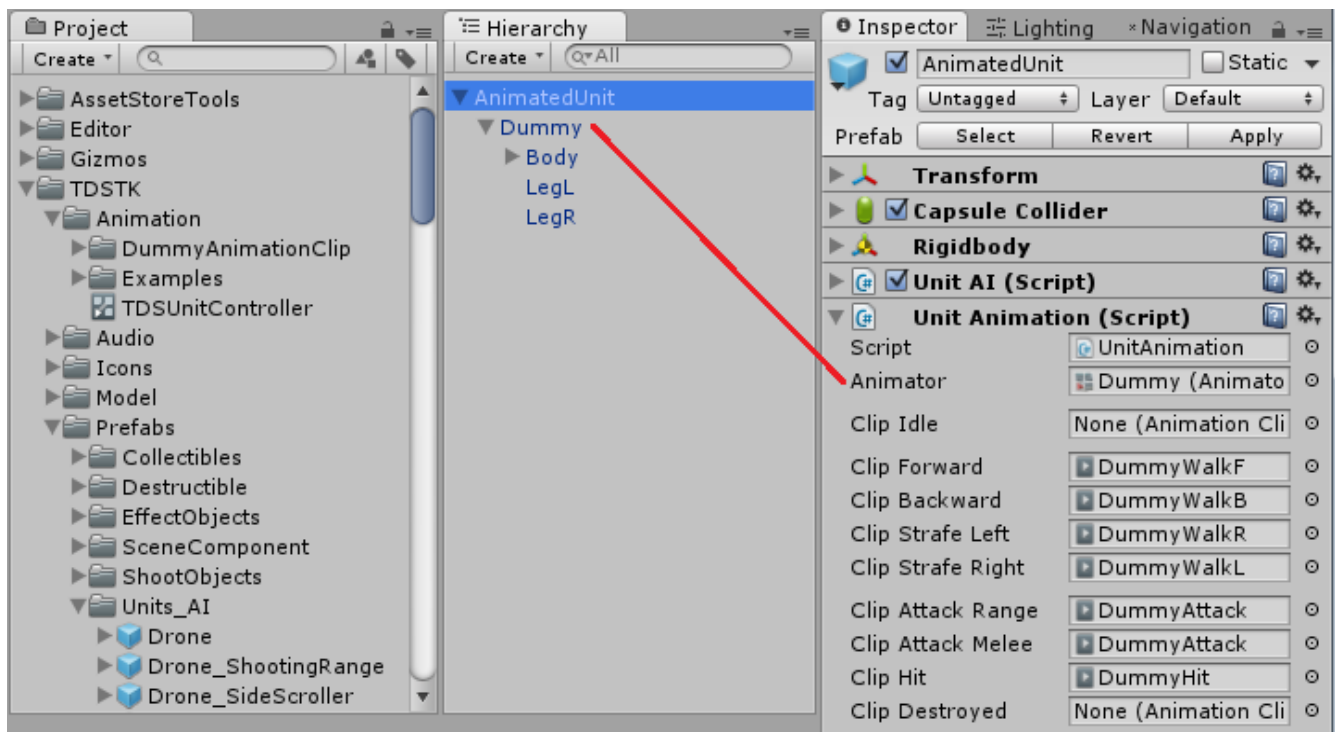 Project
Create
AssetStoreTools
Editor
Gizmos
TDSTK
Animation
DummyAnimationClip
Examples
TDSUnitController
Audio
Icons
Model
Prefabs
Collectibles
Destructible
EffectObjects
SceneComponent
ShootObjects
Units_AI
Drone
Drone_ShootingRange
Drone_SideScroller
Hierarchy
Create All
AnimatedUnit
Dummy
Body
LegL
LegR
Inspector Lighting Navigation
AnimatedUnit Static
Tag Untagged Layer Default
Prefab Select Revert Apply
Transform
Capsule Collider
Rigidbody
Unit AI (Script)
Unit Animation (Script)
Script UnitAnimation
Animator Dummy (Animato
Clip Idle None (Animation Cli
Clip Forward DummyWalkF
Clip Backward DummyWalkB
Clip Strafe Left DummyWalkR
Clip Strafe Right DummyWalkL
Clip Attack Range DummyAttack
Clip Attack Melee DummyAttack
Clip Hit DummyHit
Clip Destroyed None (Animation Cli